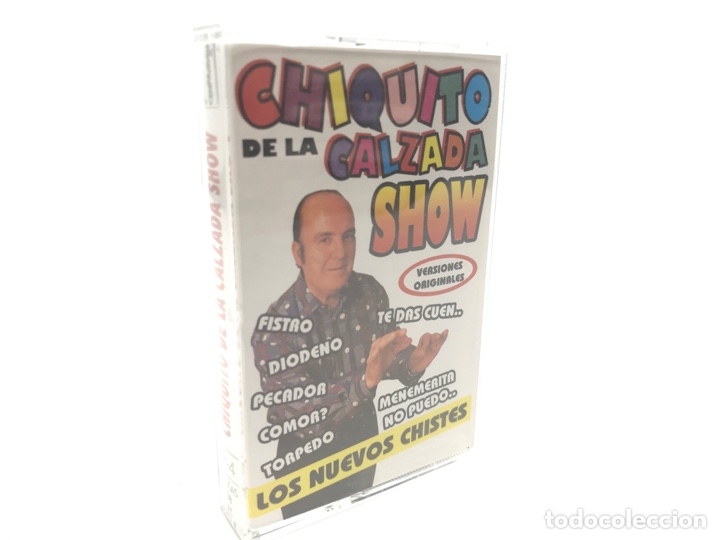 CHIQUITO
DE LA CALZADA
SHOW
VERSIONES
ORIGINALES
FISTRO
TE DAS CUEN..
DIODENO
PECADOR
MENEMERITA
NO PUEDO..
COMOR?
TORPEDO
LOS NUEVOS CHISTES
CHIQUITO DE LA CALZADA SHOW
todocoleccion